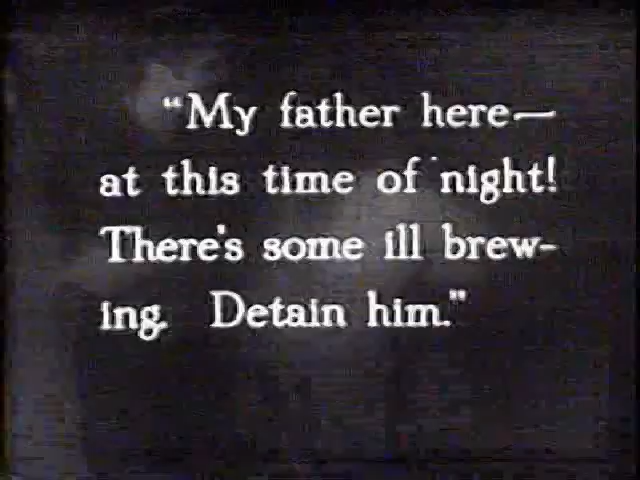 "My father here—
at this time of night!
There's some ill brew-
ing. Detain him."